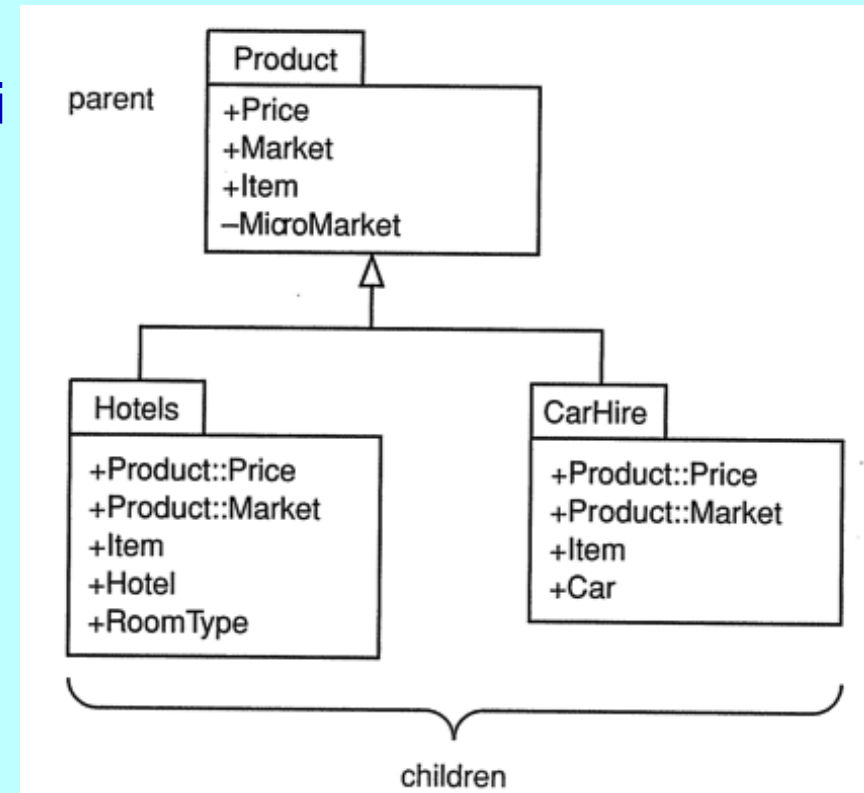 i
Product
parent
+Price
+Market
+Item
–MicroMarket
Hotels
+Product::Price
+Product::Market
+Item
+Hotel
+RoomType
CarHire
+Product::Price
+Product::Market
+Item
+Car
children